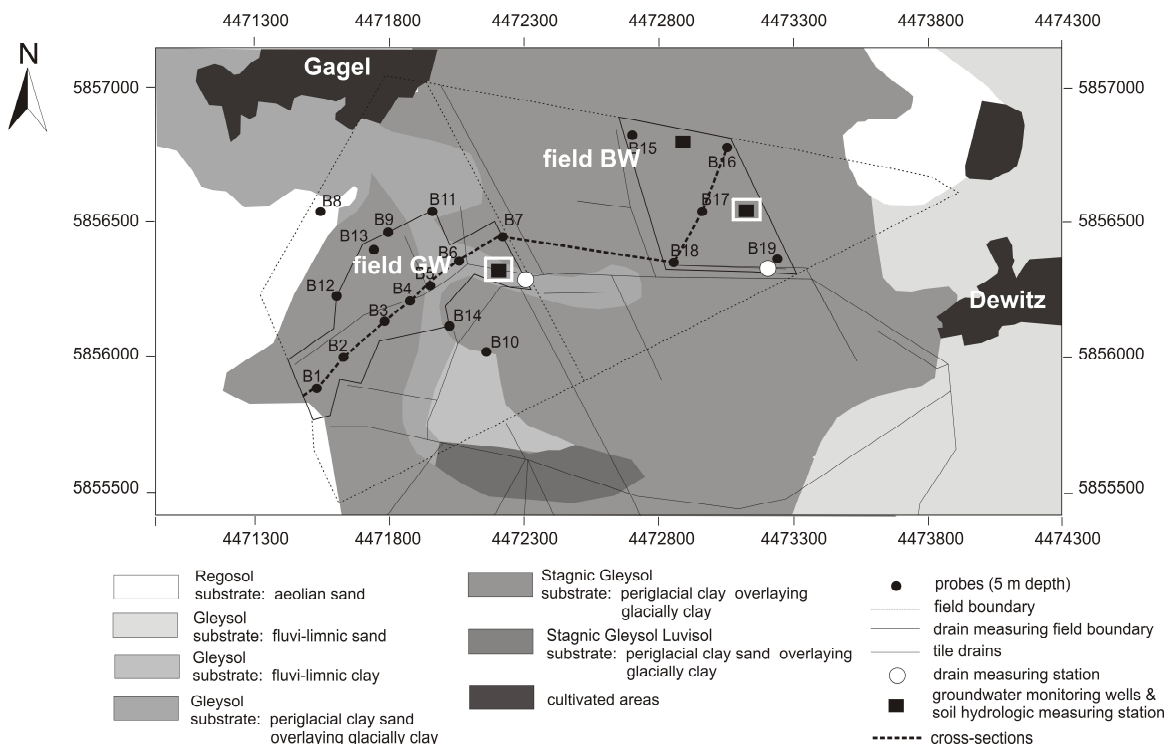 4471300 4471800 4472300 4472800 4473300 4473800 4474300
N
Gagel
5857000 5857000
field BW
B15
B16
B8
B11
B17
5856500 5856500
B9
B7
B13
B18
B19
B6
field GW
B5
B12
B4
Dewitz
B3
B14
B2
B10
5856000 5856000
B1
5855500 5855500
4471300 4471800 4472300 4472800 4473300 4473800 4474300
Regosol
substrate: aeolian sand
Gleysol
substrate: fluvi-limnic sand
Gleysol
substrate: fluvi-limnic clay
Gleysol
substrate: periglacial clay sand
overlaying glacially clay
Stagnic Gleysol
substrate: periglacial clay overlaying
glacially clay
Stagnic Gleysol Luvisol
substrate: periglacial clay sand overlaying
glacially clay
cultivated areas
probes (5 m depth)
field boundary
drain measuring field boundary
tile drains
drain measuring station
groundwater monitoring wells &
soil hydrologic measuring station
cross-sections